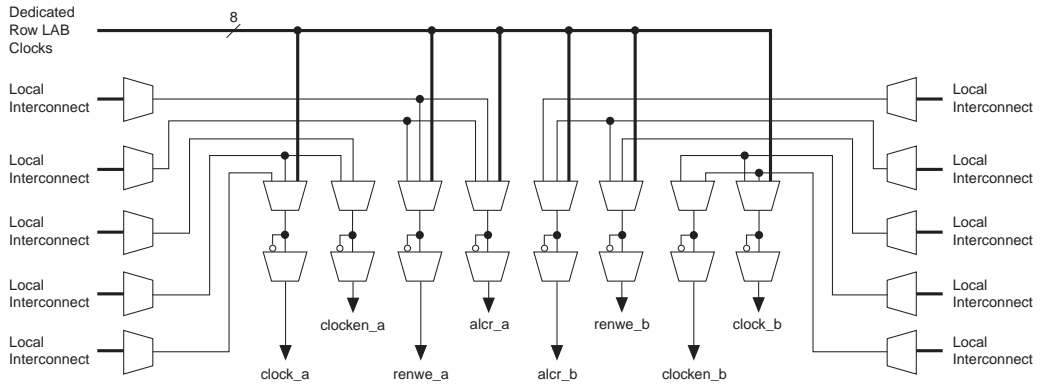 Dedicated
Row LAB
Clocks
8
Local
Interconnect
Local
Interconnect
Local
Interconnect
Local
Interconnect
Local
Interconnect
Local
Interconnect
Local
Interconnect
Local
Interconnect
Local
Interconnect
Local
Interconnect
clocken_a
alcr_a
renwe_b
clock_b
clock_a
renwe_a
alcr_b
clocken_b